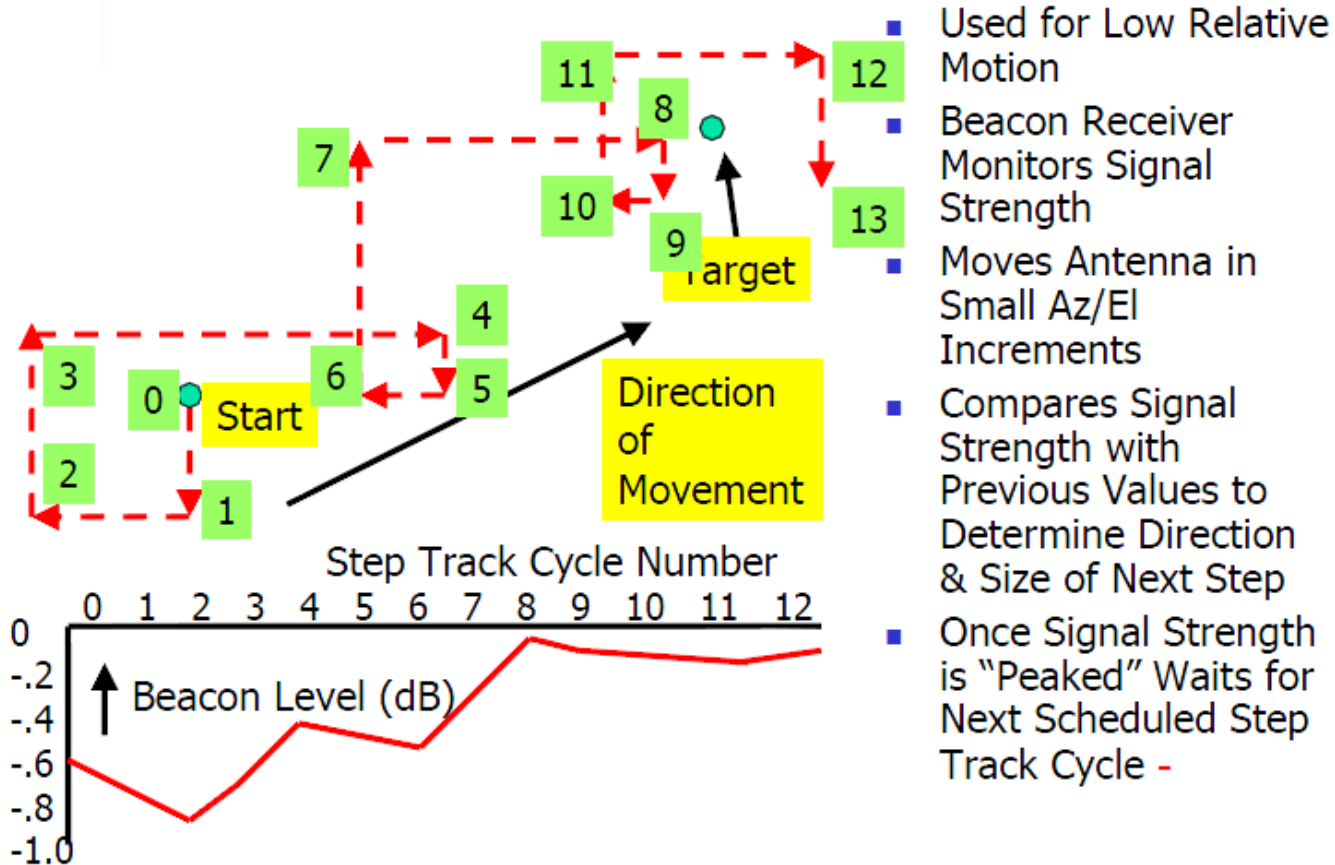 11
12
8
7
10
13
9
Target
4
3
6
5
0
Start
Direction
of
Movement
2
1
Step Track Cycle Number
0 1 2 3 4 5 6 7 8 9 10 11 12
0
-.2
-.4
-.6
-.8
-1.0
Beacon Level (dB)
Used for Low Relative
Motion
Beacon Receiver
Monitors Signal
Strength
Moves Antenna in
Small Az/El
Increments
Compares Signal
Strength with
Previous Values to
Determine Direction
& Size of Next Step
Once Signal Strength
is “Peaked” Waits for
Next Scheduled Step
Track Cycle -